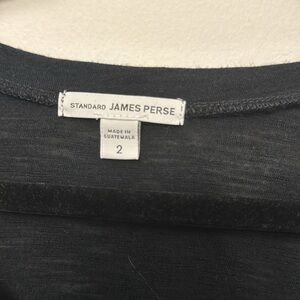 STANDARD JAMES PERSE
MADE IN
GUATEMALA
2